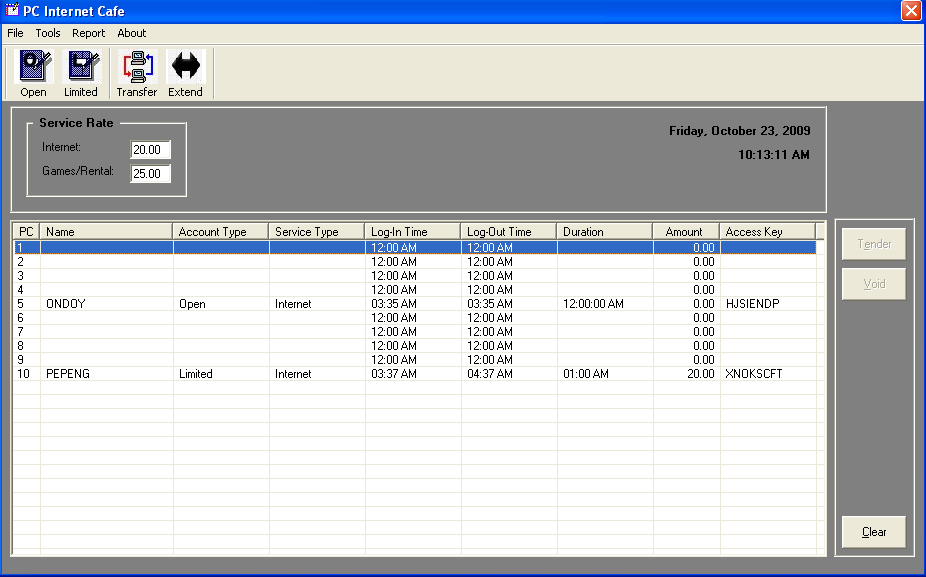 PC Internet Cafe
File Tools Report About
Open Limited Transfer Extend
Service Rate
Internet: 20.00
Games/Rental: 25.00
Friday, October 23, 2009
10:13:11 AM
PC Name Account Type Service Type Log-In Time Log-Out Time Duration Amount Access Key
1 12:00 AM 12:00 AM 0.00
2 12:00 AM 12:00 AM 0.00
3 12:00 AM 12:00 AM 0.00
4 12:00 AM 12:00 AM 0.00
5 ONDOY Open Internet 03:35 AM 03:35 AM 12:00:00 AM 0.00 HJSIENDP
6 12:00 AM 12:00 AM 0.00
7 12:00 AM 12:00 AM 0.00
8 12:00 AM 12:00 AM 0.00
9 12:00 AM 12:00 AM 0.00
10 PEPENG Limited Internet 03:37 AM 04:37 AM 01:00 AM 20.00 XNOKSCFT
Tender
Void
Clear